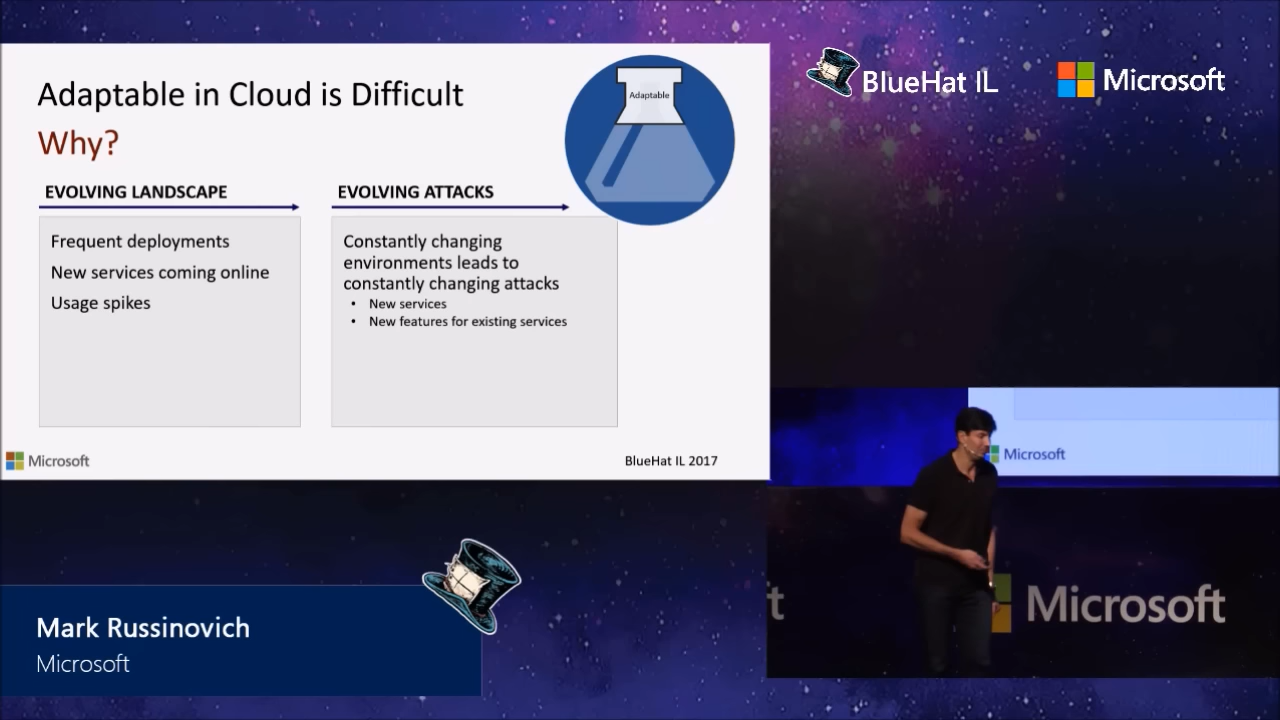 Adaptable in Cloud is Difficult
Why?
Adaptable
EVOLVING LANDSCAPE
Frequent deployments
New services coming online
Usage spikes
EVOLVING ATTACKS
Constantly changing
environments leads to
constantly changing attacks
• New services
• New features for existing services
Microsoft
BlueHat IL 2017
BlueHat IL
Microsoft
Microsoft
t
Microsoft
Mark Russinovich
Microsoft